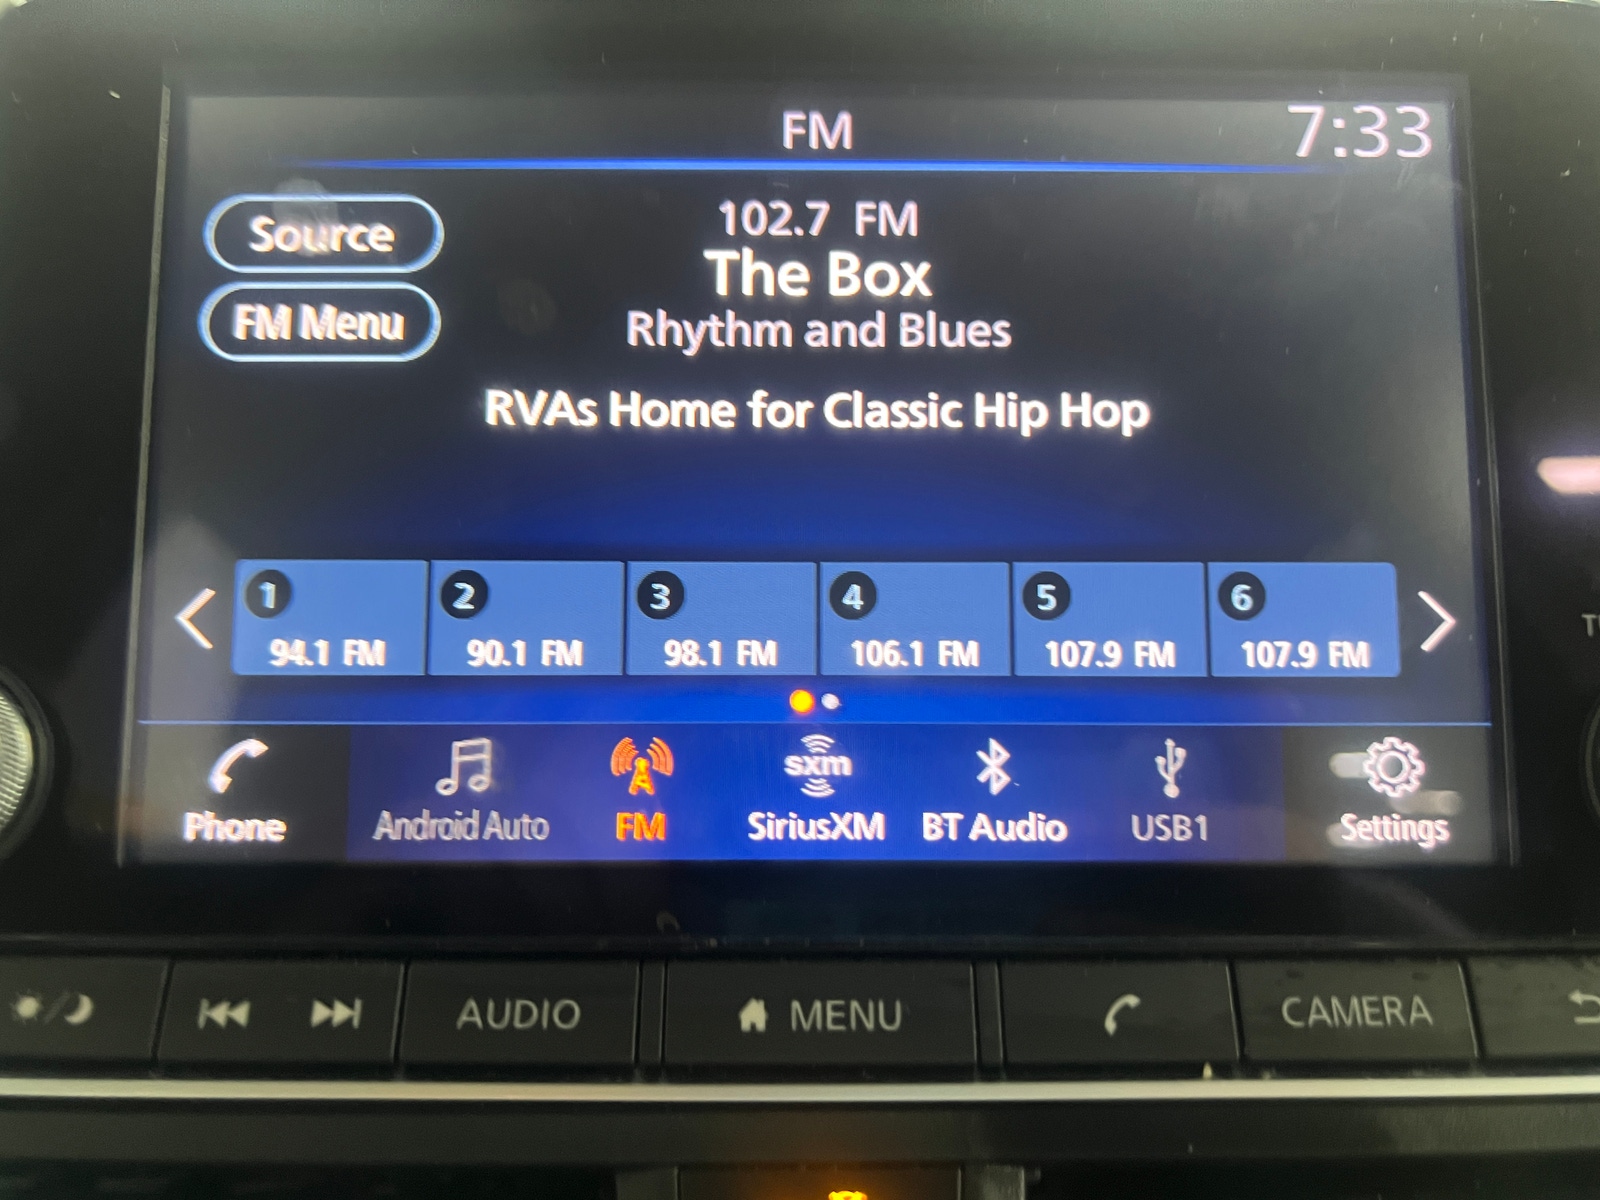 FM
7:33
Source
102.7 FM
The Box
FM Menu
Rhythm and Blues
RVAs Home for Classic Hip Hop
1 2 3 4 5 6
94.1 FM 90.1 FM 98.1 FM 106.1 FM 107.9 FM 107.9 FM
sxm
Phone Android Auto FM SiriusXM BT Audio USB1 Settings
AUDIO MENU CAMERA